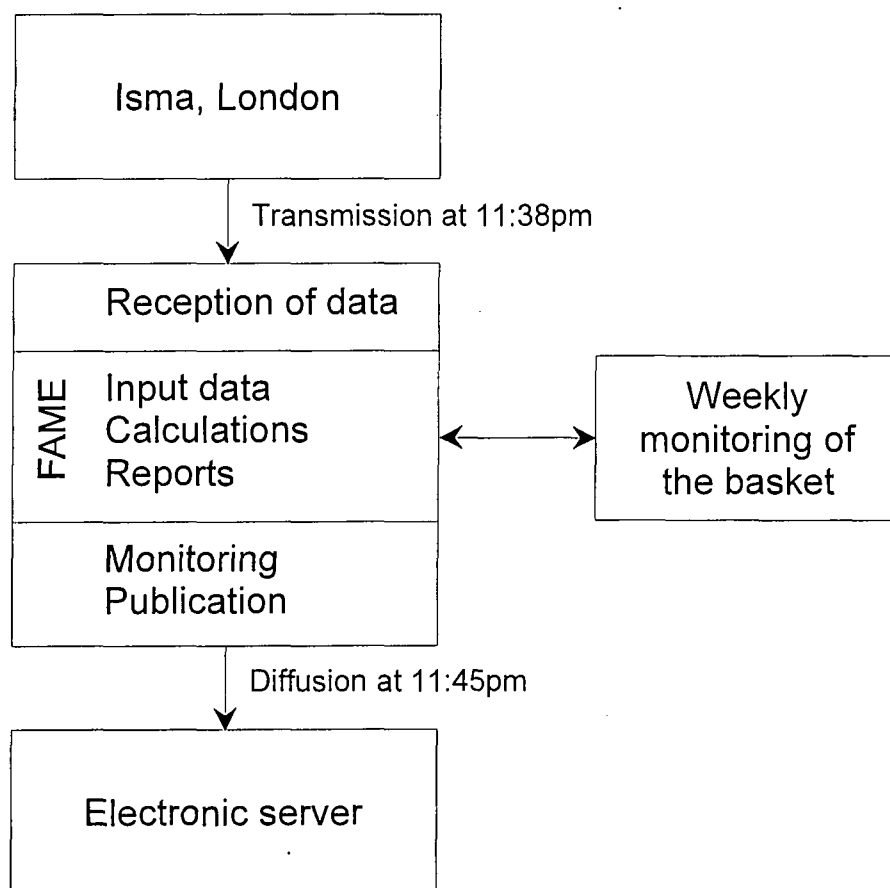 Isma, London
Transmission at 11:38pm
Reception of data
FAME
Input data
Calculations
Reports
Weekly
monitoring of
the basket
Monitoring
Publication
Diffusion at 11:45pm
Electronic server